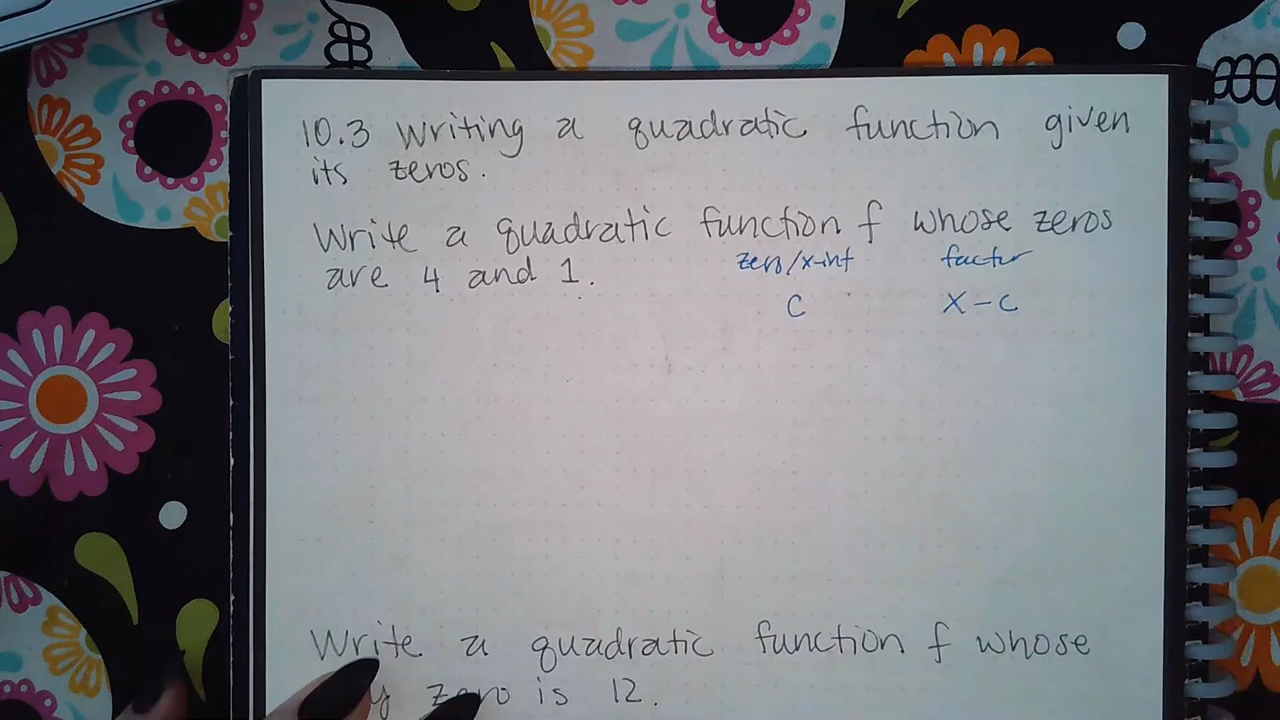 10.3 Writing a quadratic function given
its zeros.
Write a quadratic function f whose zeros
are 4 and 1.
zero/x-int factor
c x-c
Write a quadratic function f whose
zero is 12.